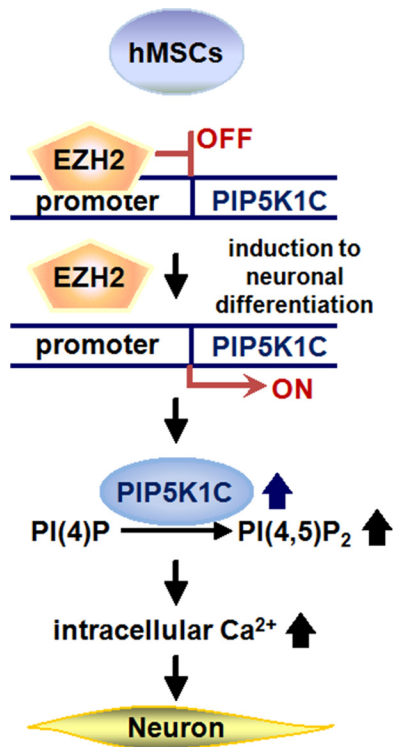 hMSCs
OFF
EZH2
promoter PIP5K1C
EZH2
induction to
neuronal
differentiation
promoter PIP5K1C
ON
PIP5K1C
PI(4)P PI(4,5)P₂
intracellular Ca²⁺
Neuron